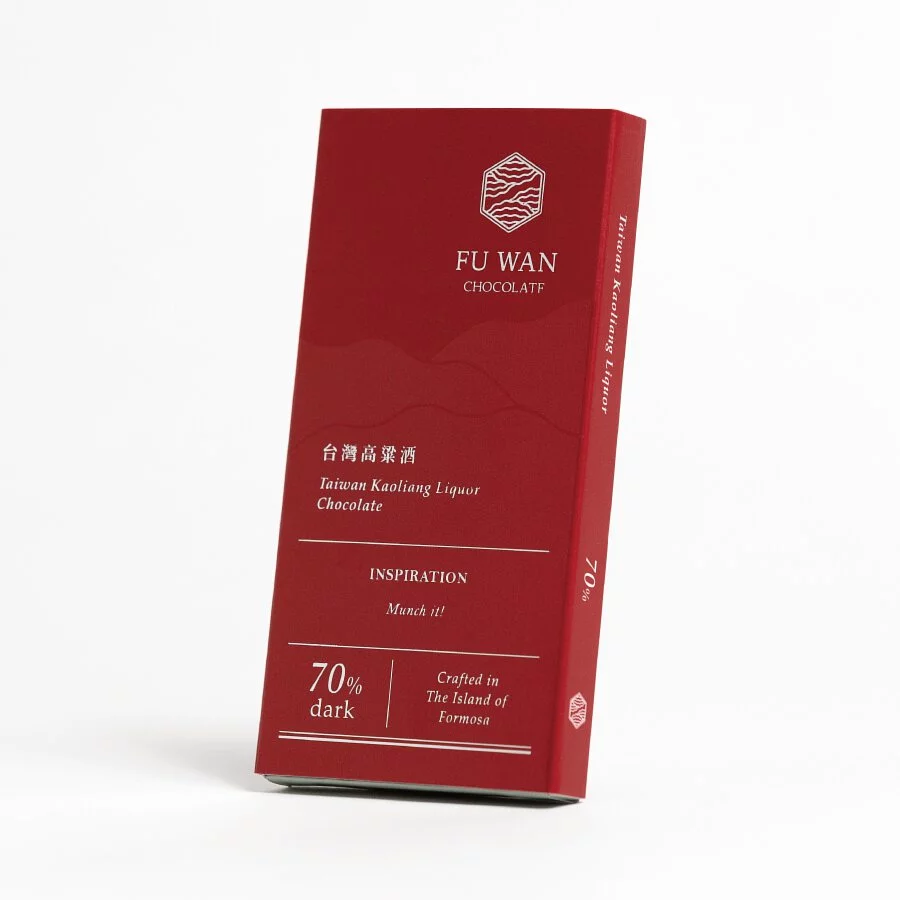 FU WAN
CHOCOLATE
台灣高粱酒
Taiwan Kaoliang Liquor
Chocolate
INSPIRATION
Munch it!
70%
dark
Crafted in
The Island of
Formosa
Taiwan Kaoliang Liquor
70%